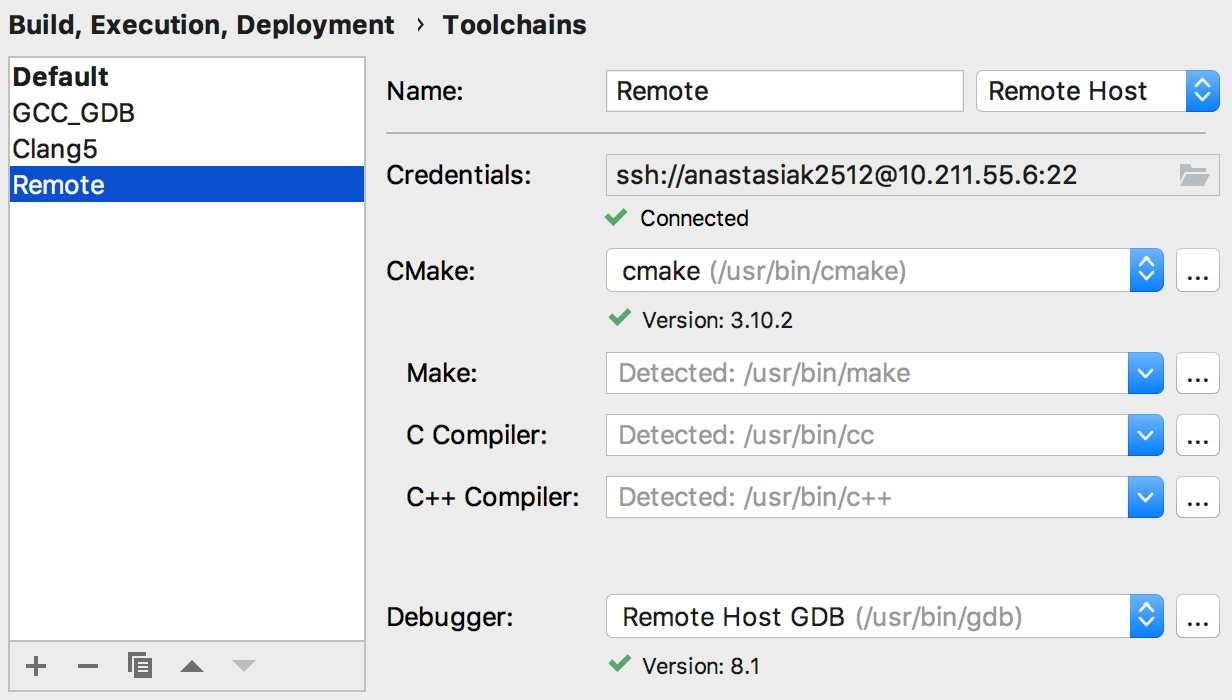 Build, Execution, Deployment › Toolchains
Default
GCC_GDB
Clang5
Remote
Name: Remote Remote Host
Credentials: ssh://anastasiak2512@10.211.55.6:22
Connected
CMake: cmake (/usr/bin/cmake) ...
Version: 3.10.2
Make: Detected: /usr/bin/make ...
C Compiler: Detected: /usr/bin/cc ...
C++ Compiler: Detected: /usr/bin/c++ ...
Debugger: Remote Host GDB (/usr/bin/gdb) ...
Version: 8.1